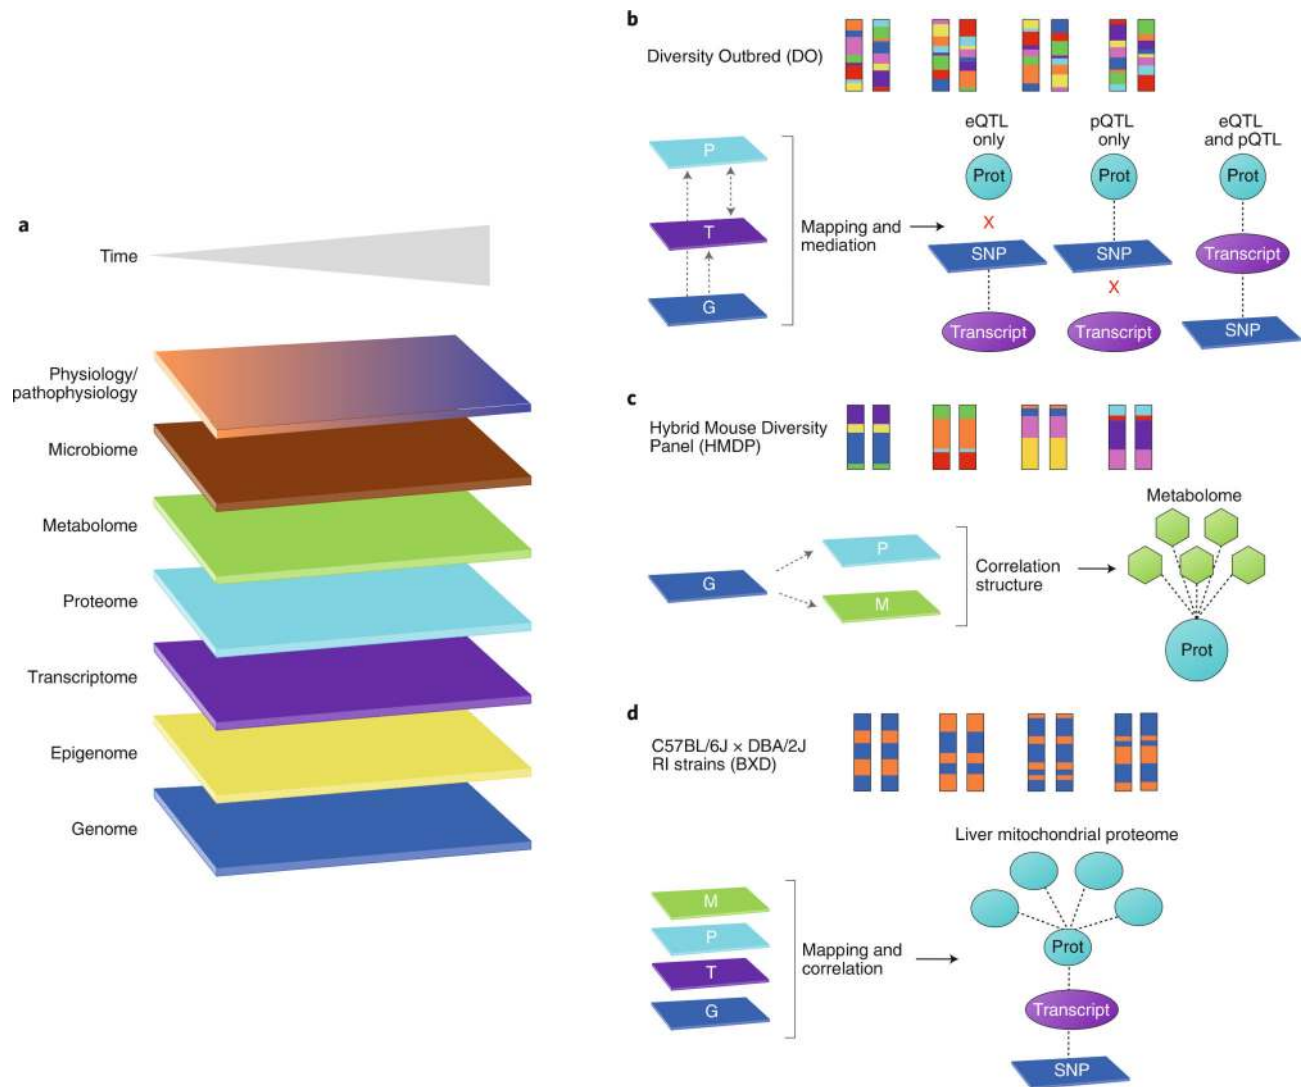 a
Time
Physiology/
pathophysiology
Microbiome
Metabolome
Proteome
Transcriptome
Epigenome
Genome
b
Diversity Outbred (DO)
P
T
G
Mapping and
mediation
eQTL
only
Prot
X
SNP
Transcript
pQTL
only
Prot
SNP
X
Transcript
eQTL
and pQTL
Prot
Transcript
SNP
c
Hybrid Mouse Diversity
Panel (HMDP)
G
P
M
Correlation
structure
Metabolome
Prot
d
C57BL/6J × DBA/2J
RI strains (BXD)
M
P
T
G
Mapping and
correlation
Liver mitochondrial proteome
Prot
Transcript
SNP